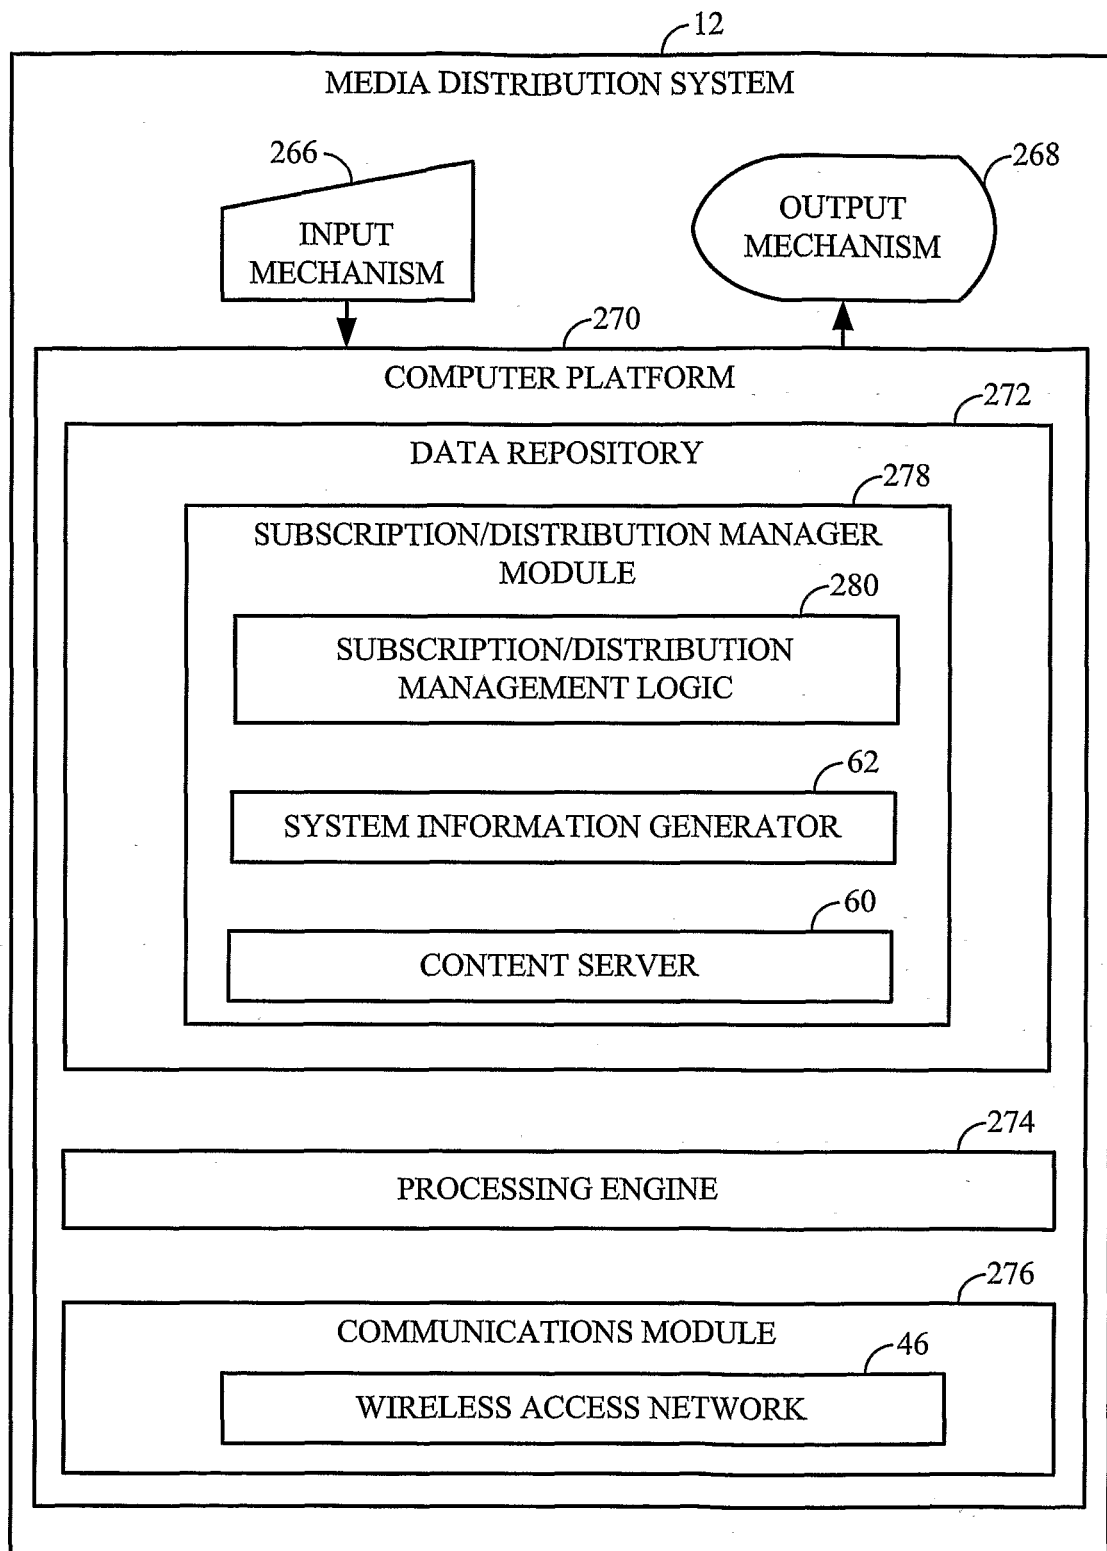 12
MEDIA DISTRIBUTION SYSTEM
266
268
INPUT
MECHANISM
OUTPUT
MECHANISM
270
COMPUTER PLATFORM
272
DATA REPOSITORY
278
SUBSCRIPTION/DISTRIBUTION MANAGER
MODULE
280
SUBSCRIPTION/DISTRIBUTION
MANAGEMENT LOGIC
62
SYSTEM INFORMATION GENERATOR
60
CONTENT SERVER
274
PROCESSING ENGINE
276
COMMUNICATIONS MODULE
46
WIRELESS ACCESS NETWORK